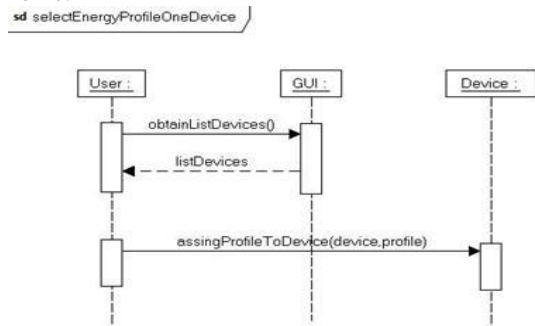 sd selectEnergyProfileOneDevice
User :
GUI :
Device :
obtainListDevices()
listDevices
assingProfileToDevice(device,profile)